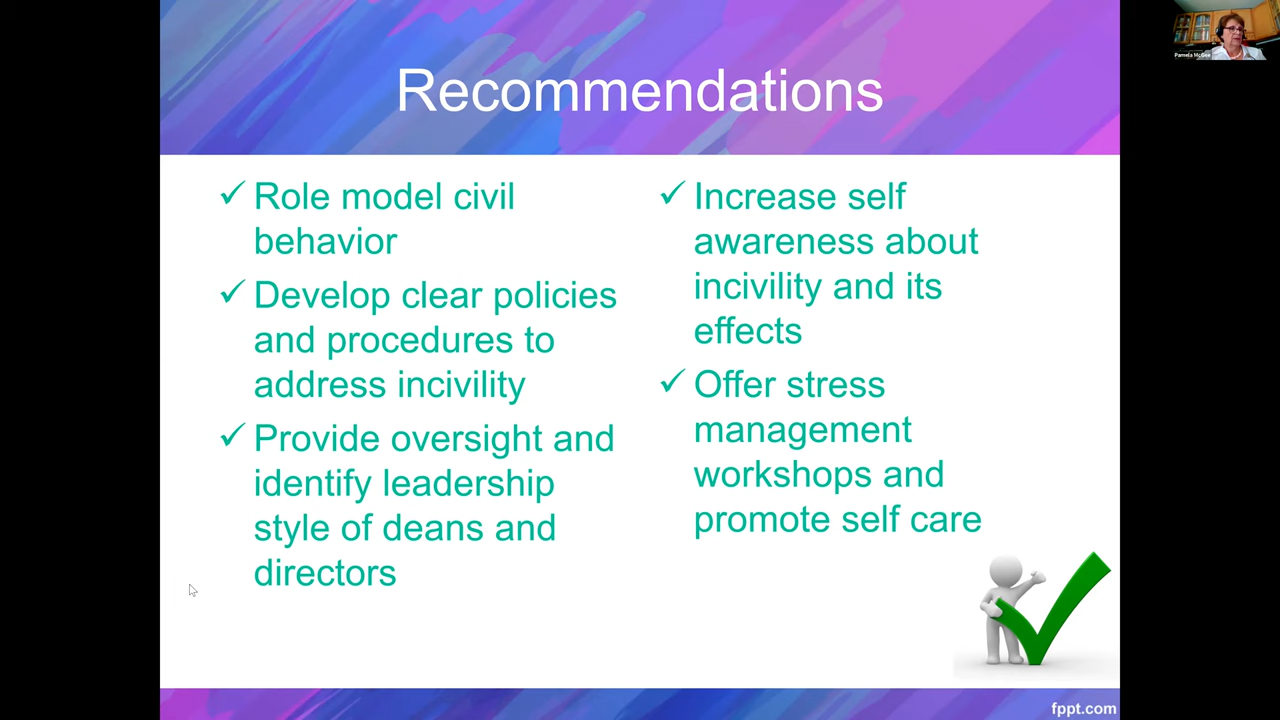 Recommendations
✓ Role model civil
behavior
✓ Develop clear policies
and procedures to
address incivility
✓ Provide oversight and
identify leadership
style of deans and
directors
✓ Increase self
awareness about
incivility and its
effects
✓ Offer stress
management
workshops and
promote self care
fppt.com
Pamela McBee